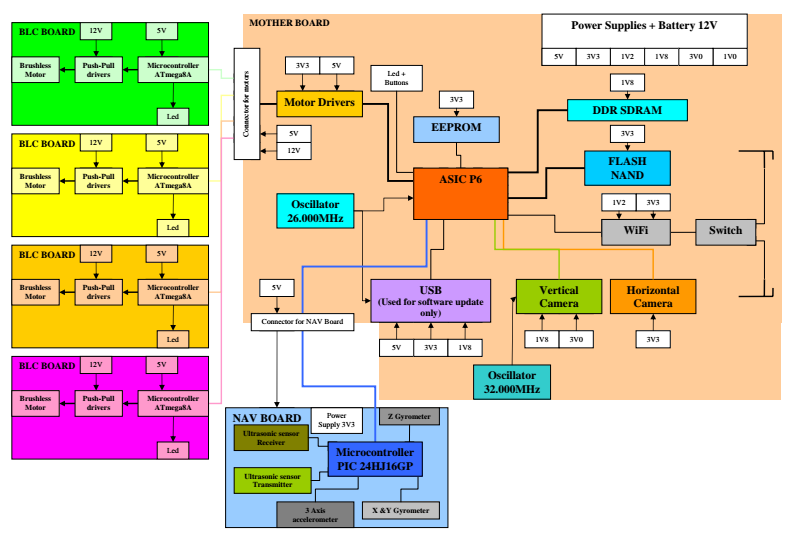 BLC BOARD
12V
5V
Brushless
Motor
Push-Pull
drivers
Microcontroller
ATmega8A
Led
BLC BOARD
12V
5V
Brushless
Motor
Push-Pull
drivers
Microcontroller
ATmega8A
Led
BLC BOARD
12V
5V
Brushless
Motor
Push-Pull
drivers
Microcontroller
ATmega8A
Led
BLC BOARD
12V
5V
Brushless
Motor
Push-Pull
drivers
Microcontroller
ATmega8A
Led
MOTHER BOARD
Connector for motors
3V3
5V
Motor Drivers
5V
12V
Led +
Buttons
3V3
EEPROM
Power Supplies + Battery 12V
5V
3V3
1V2
1V8
3V0
1V0
1V8
DDR SDRAM
3V3
FLASH
NAND
ASIC P6
Oscillator
26.000MHz
1V2
3V3
WiFi
Switch
5V
Connector for NAV Board
USB
(Used for software update
only)
5V
3V3
1V8
Vertical
Camera
1V8
3V0
Horizontal
Camera
3V3
Oscillator
32.000MHz
NAV BOARD
Power
Supply 3V3
Z Gyrometer
Ultrasonic sensor
Receiver
Microcontroller
PIC 24HJ16GP
Ultrasonic sensor
Transmitter
3 Axis
accelerometer
X &Y Gyrometer